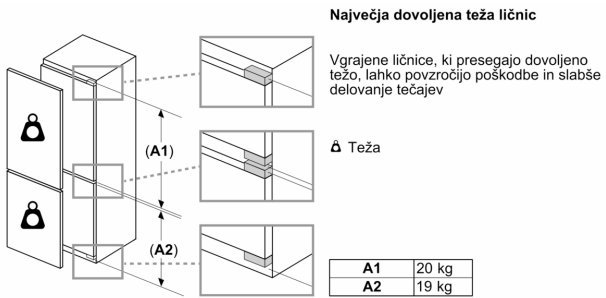 Največja dovoljena teža ličnic
Vgrajene ličnice, ki presegajo dovoljeno
težo, lahko povzročijo poškodbe in slabše
delovanje tečajev
Teža
(A1)
(A2)
A1 20 kg
A2 19 kg